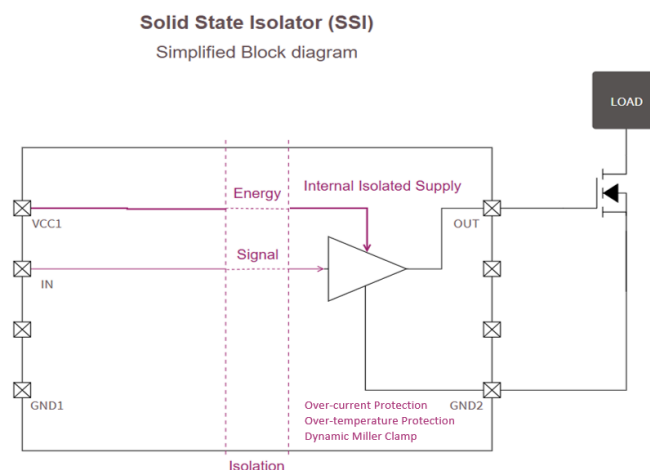 Solid State Isolator (SSI)
Simplified Block diagram
LOAD
Energy
Internal Isolated Supply
VCC1
OUT
Signal
IN
GND1
GND2
Over-current Protection
Over-temperature Protection
Dynamic Miller Clamp
Isolation